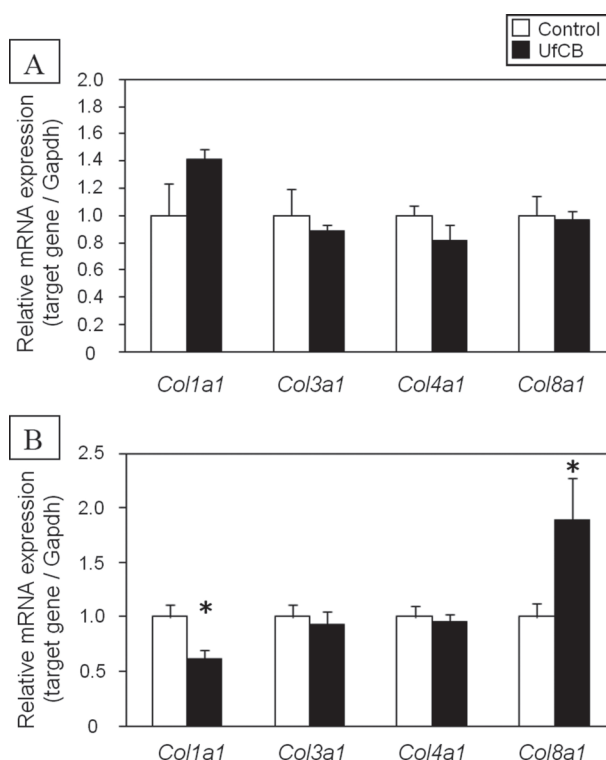 Control
UfCB
A
Relative mRNA expression
(target gene / Gapdh)
2.0
1.8
1.6
1.4
1.2
1.0
0.8
0.6
0.4
0.2
0
Col1a1 Col3a1 Col4a1 Col8a1
B
Relative mRNA expression
(target gene / Gapdh)
2.5
2.0
1.5
1.0
0.5
0
* *
Col1a1 Col3a1 Col4a1 Col8a1